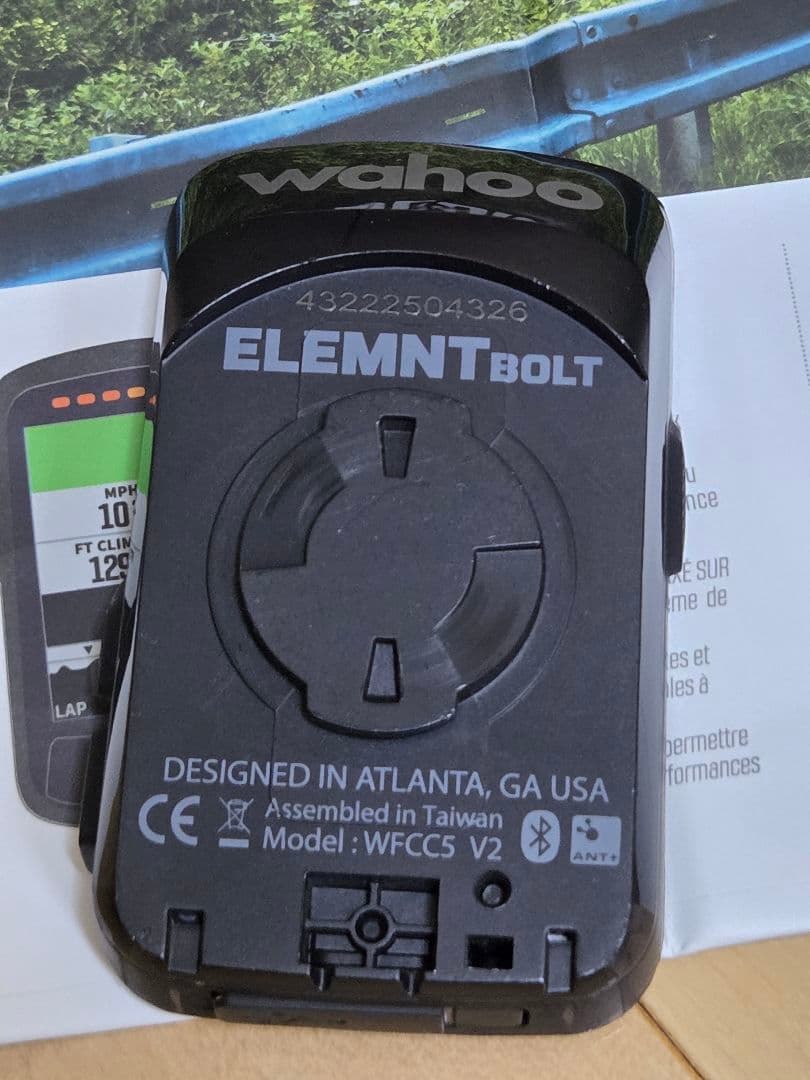 wahoo
43222504326
ELEMNT BOLT
MPH
10
FT CLIM
129
LAP
nce
XÉ SUR
me de
es et
les à
permettre
formances
DESIGNED IN ATLANTA, GA USA
CE Assembled in Taiwan
Model : WFCC5 V2
ANT+